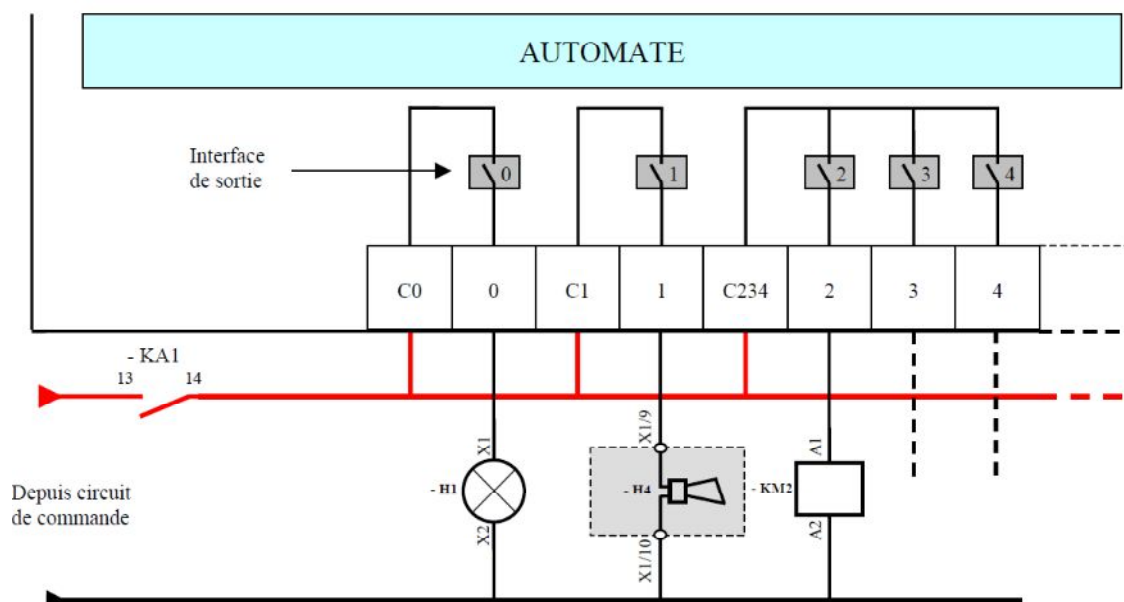 AUTOMATE
Interface
de sortie
0
1
2
3
4
C0
0
C1
1
C234
2
3
4
- KA1
13
14
X1
X1/9
A1
Depuis circuit
de commande
- H1
- H4
- KM2
X2
X1/10
A2